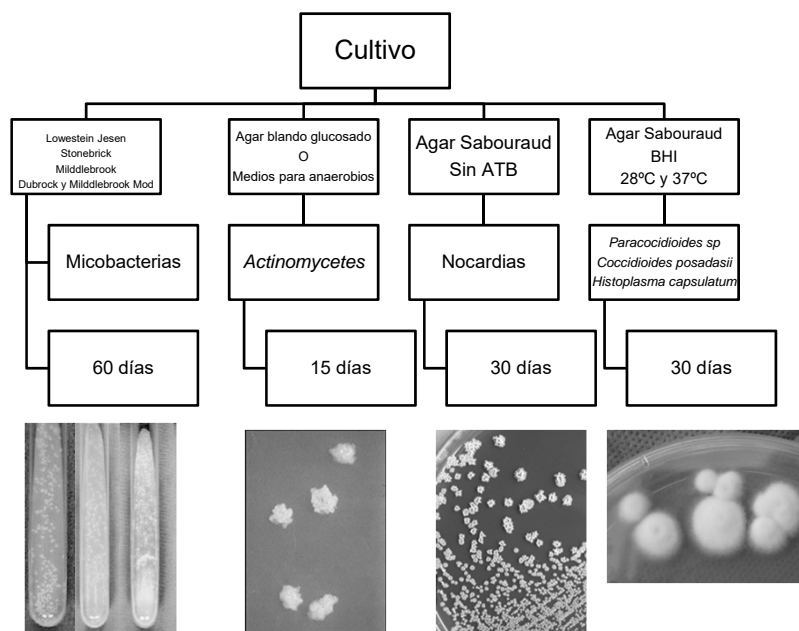 Cultivo
Lowestein Jesen
Stonebrick
Milddlebrook
Dubrock y Milddlebrook Mod
Agar blando glucosado
O
Medios para anaerobios
Agar Sabouraud
Sin ATB
Agar Sabouraud
BHI
28ºC y 37ºC
Micobacterias
Actinomycetes
Nocardias
Paracocidioides sp
Coccidioides posadasii
Histoplasma capsulatum
60 días
15 días
30 días
30 días